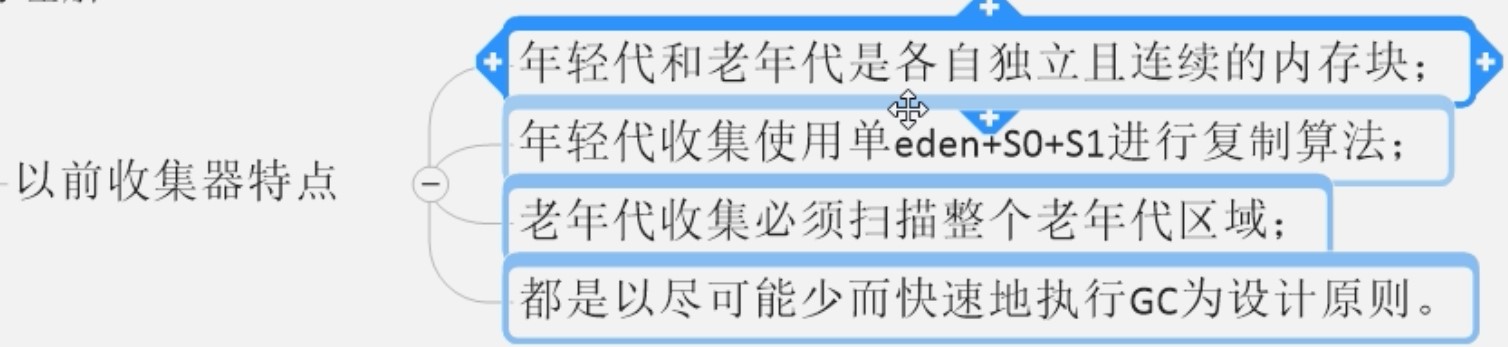 以前收集器特点
年轻代和老年代是各自独立且连续的内存块；
年轻代收集使用单eden+S0+S1进行复制算法；
老年代收集必须扫描整个老年代区域；
都是以尽可能少而快速地执行GC为设计原则。